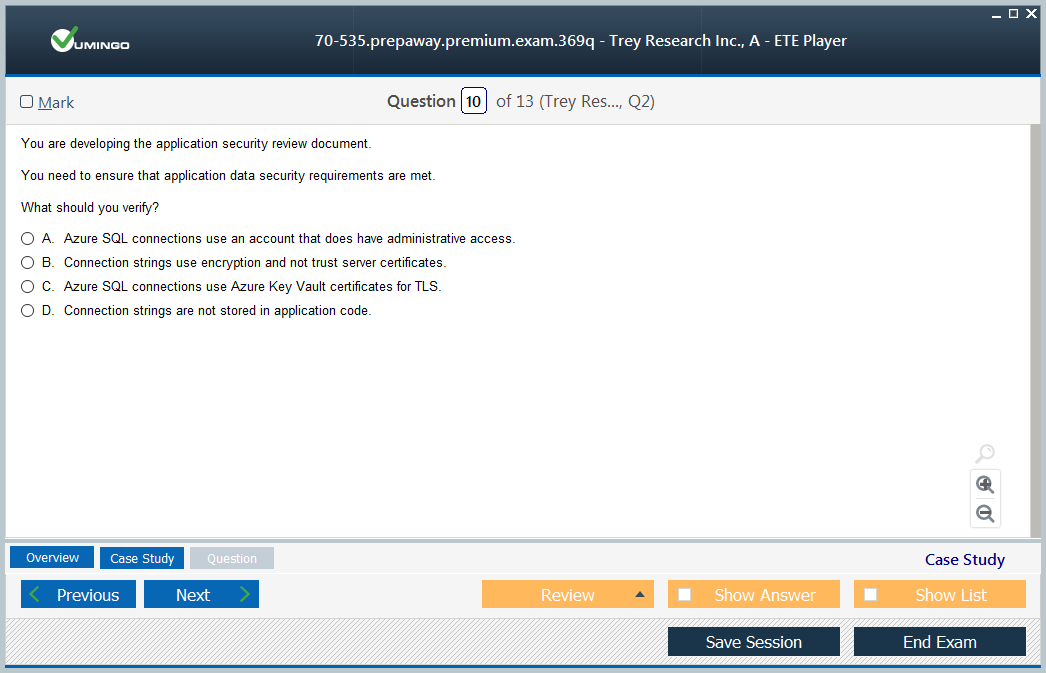 VUMINGO
70-535.prepaway.premium.exam.369q - Trey Research Inc., A - ETE Player
Mark
Question 10 of 13 (Trey Res..., Q2)
You are developing the application security review document.
You need to ensure that application data security requirements are met.
What should you verify?
A. Azure SQL connections use an account that does have administrative access.
B. Connection strings use encryption and not trust server certificates.
C. Azure SQL connections use Azure Key Vault certificates for TLS.
D. Connection strings are not stored in application code.
Overview Case Study Question Case Study
Previous Next Review Show Answer Show List
Save Session End Exam